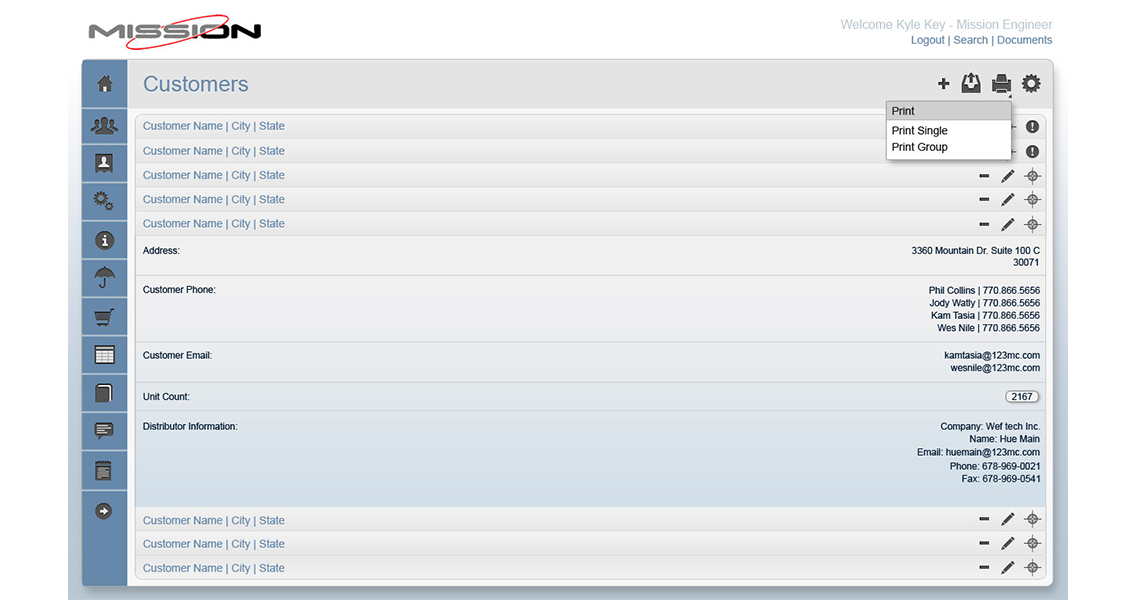 MISSION
Welcome Kyle Key - Mission Engineer
Logout | Search | Documents
Customers
Print
Print Single
Print Group
Customer Name | City | State
Customer Name | City | State
Customer Name | City | State
Customer Name | City | State
Customer Name | City | State
Address:
3360 Mountain Dr. Suite 100 C
30071
Customer Phone:
Phil Collins | 770.866.5656
Jody Watly | 770.866.5656
Kam Tasia | 770.866.5656
Wes Nile | 770.866.5656
Customer Email:
kamtasia@123mc.com
wesnile@123mc.com
Unit Count:
2167
Distributor Information:
Company: Wef tech Inc.
Name: Hue Main
Email: huemain@123mc.com
Phone: 678-969-0021
Fax: 678-969-0541
Customer Name | City | State
Customer Name | City | State
Customer Name | City | State